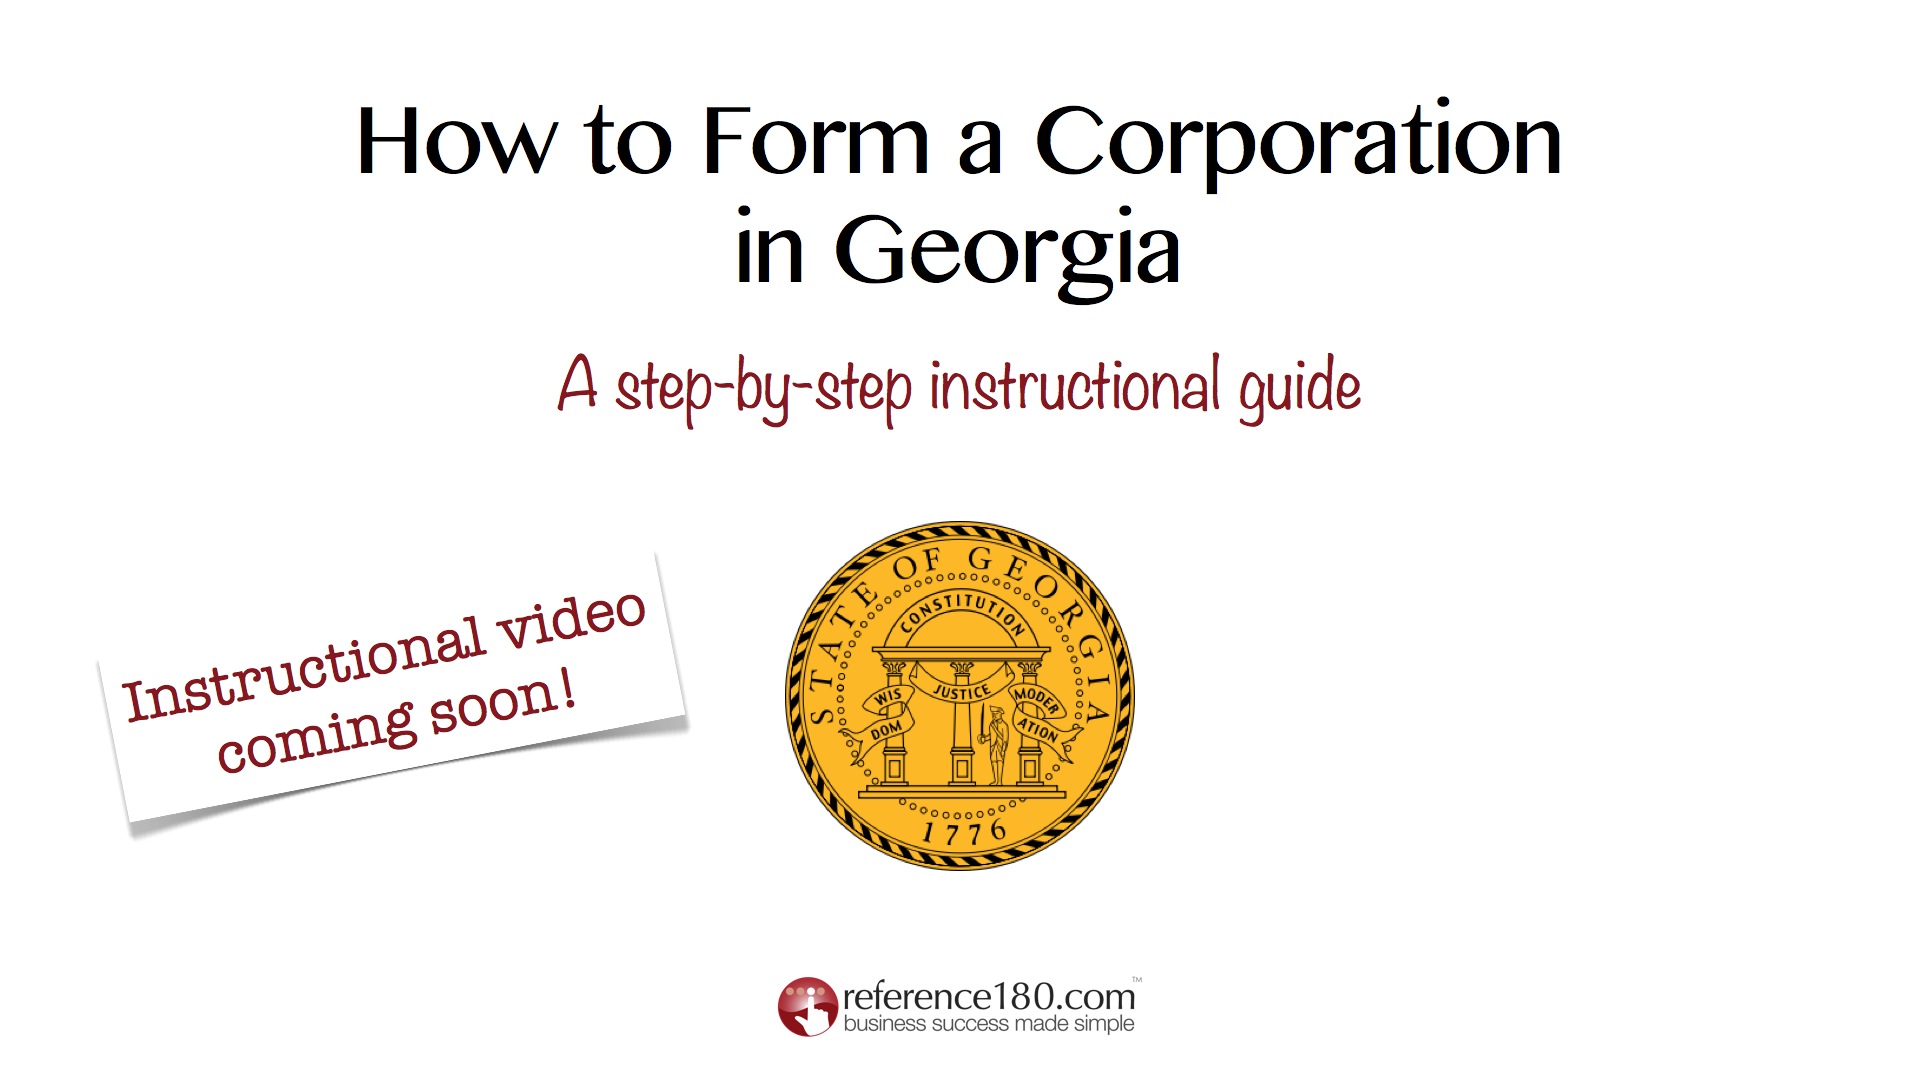 How to Form a Corporation
in Georgia
A step-by-step instructional guide
Instructional video
coming soon!
STATE OF GEORGIA
CONSTITUTION
WIS
DOM
JUSTICE
MODER
ATION
1776
reference180.com™
business success made simple